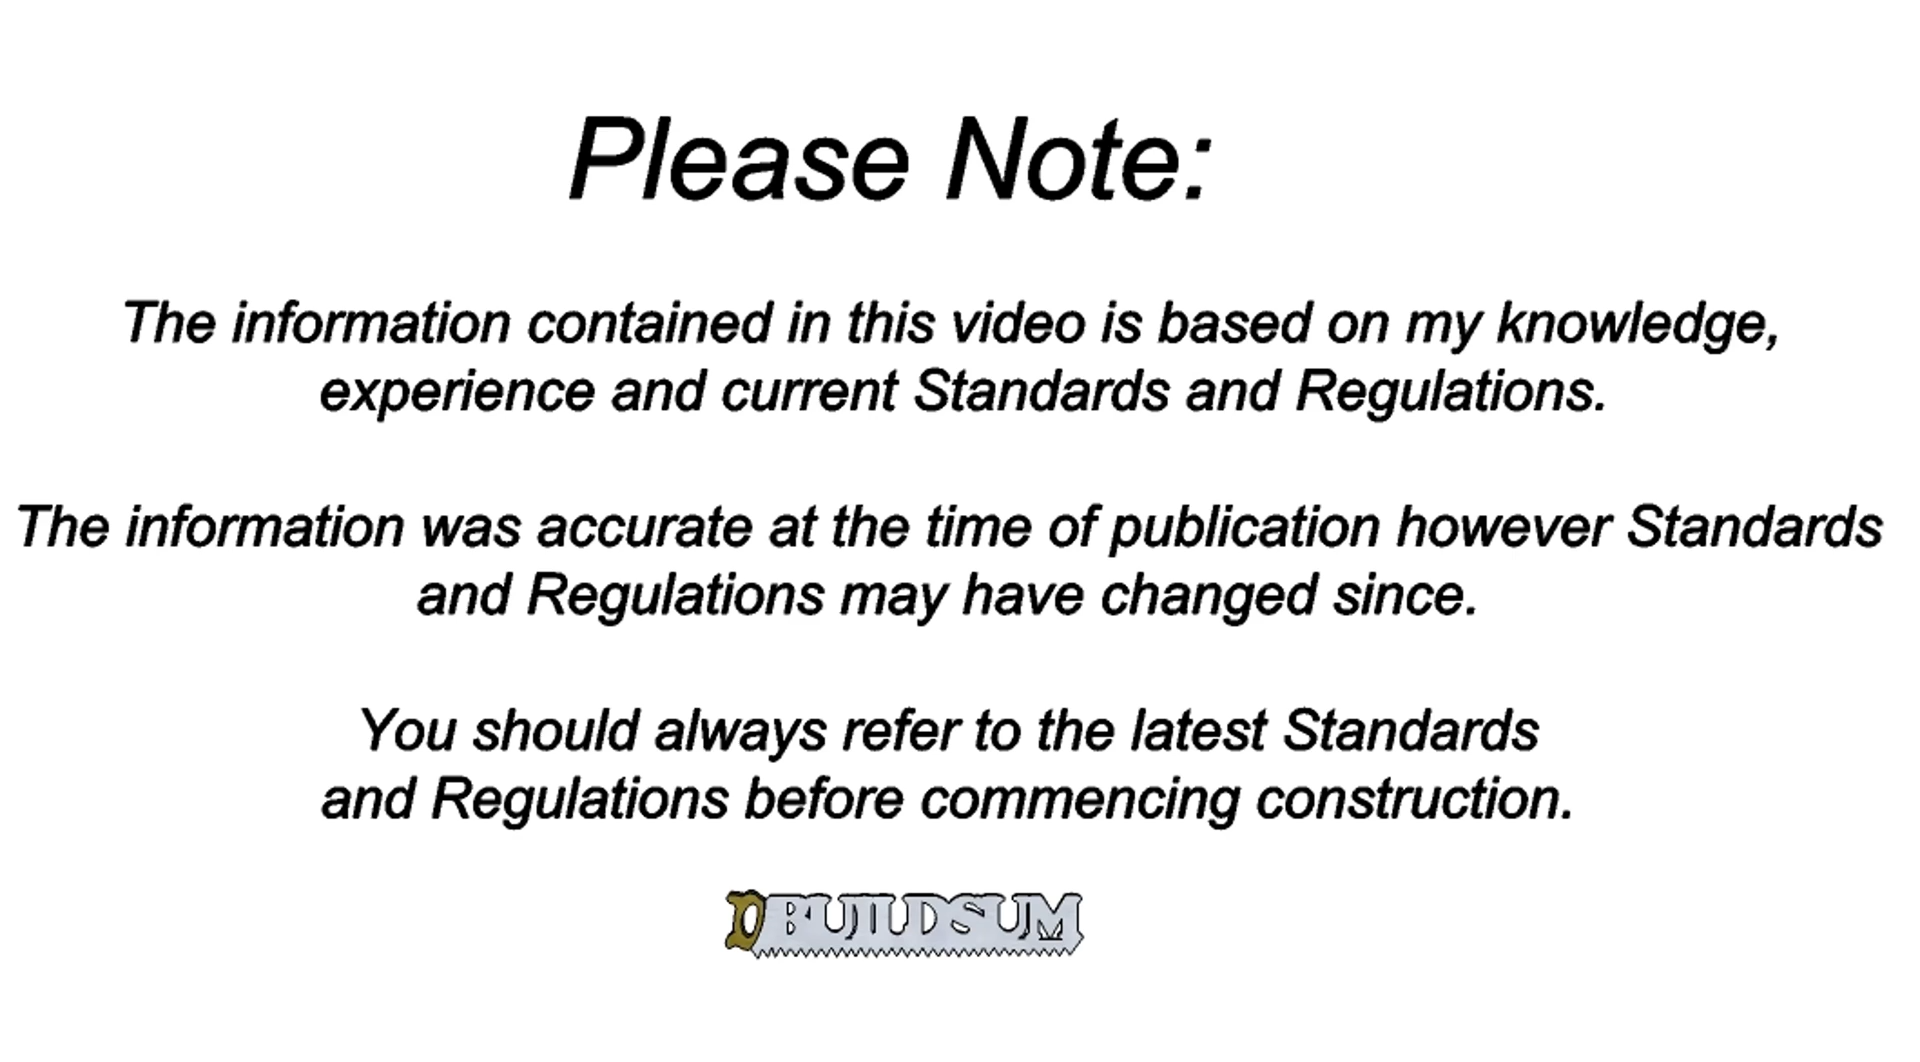 Please Note:
The information contained in this video is based on my knowledge,
experience and current Standards and Regulations.
The information was accurate at the time of publication however Standards
and Regulations may have changed since.
You should always refer to the latest Standards
and Regulations before commencing construction.
BUILDSUM